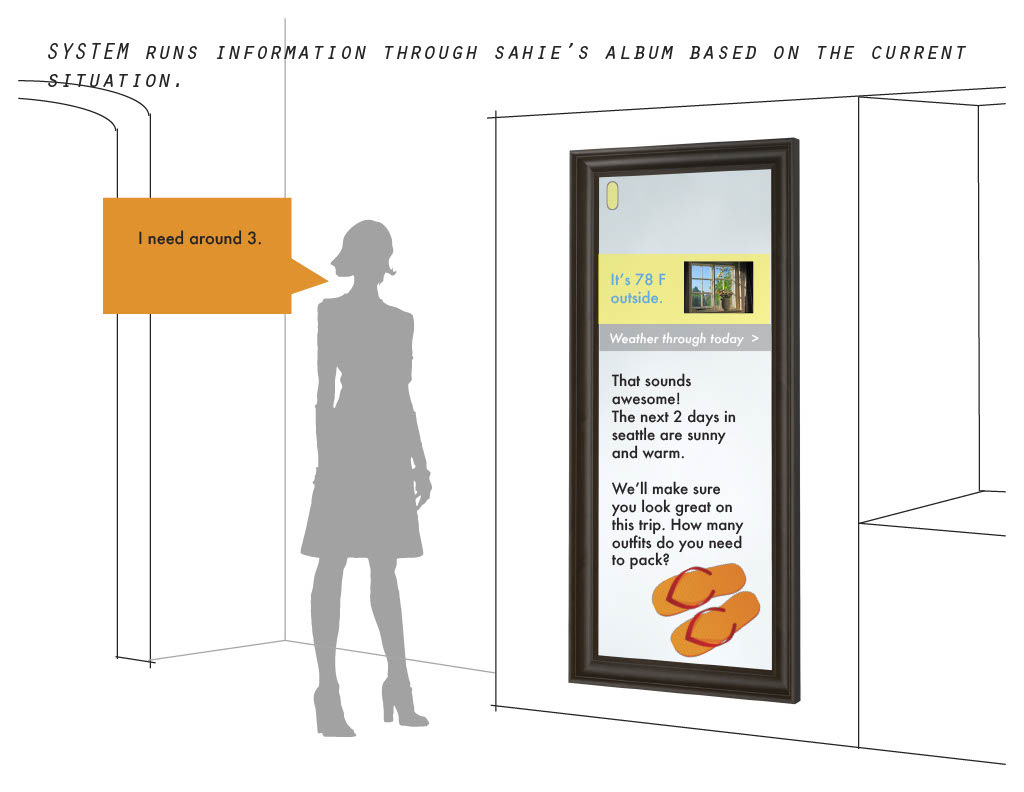 SYSTEM RUNS INFORMATION THROUGH SAHIE'S ALBUM BASED ON THE CURRENT
SITUATION.
I need around 3.
It's 78 F
outside.
Weather through today >
That sounds
awesome!
The next 2 days in
seattle are sunny
and warm.
We'll make sure
you look great on
this trip. How many
outfits do you need
to pack?